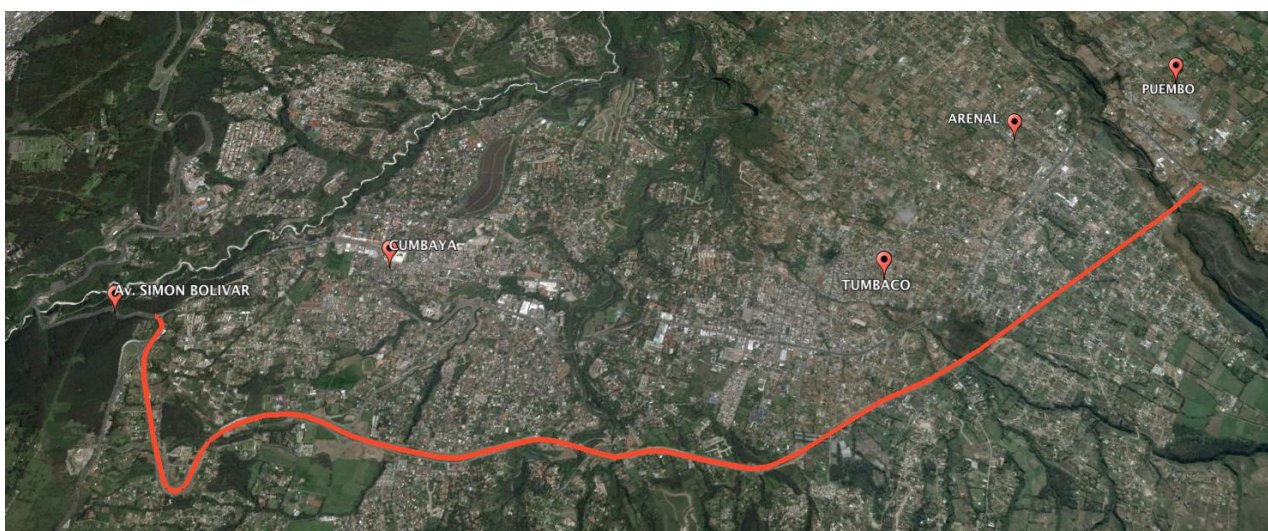 PUEMBO
ARENAL
CUMBAYA
TUMBACO
Av. SIMON BOLIVAR